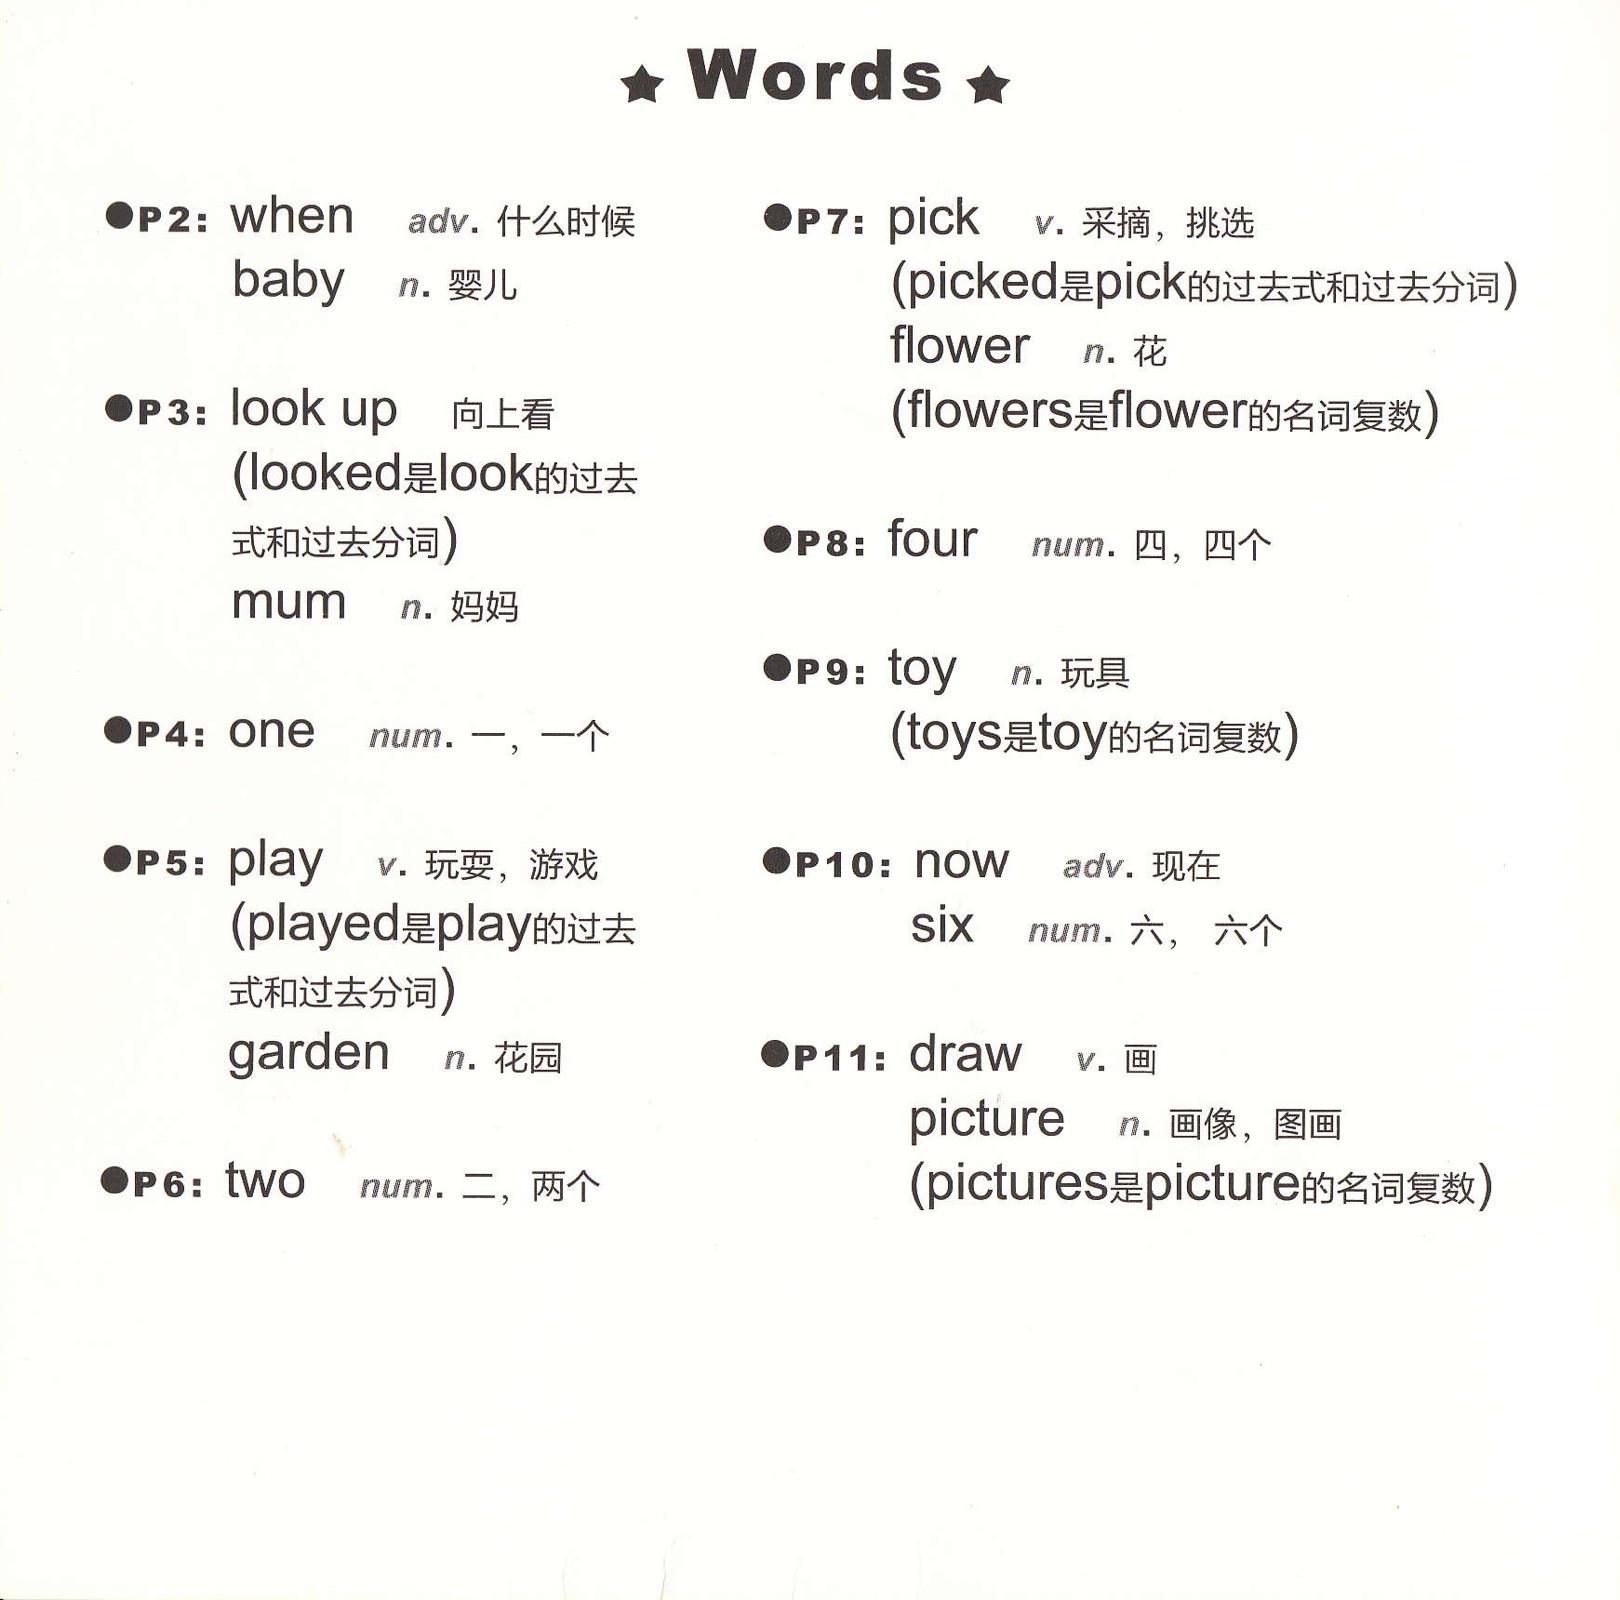 ★ Words ★
●P2: when adv. 什么时候
baby n. 婴儿
●P3: look up 向上看
(looked是look的过去
式和过去分词)
mum n. 妈妈
●P4: one num. 一，一个
●P5: play v. 玩耍，游戏
(played是play的过去
式和过去分词)
garden n. 花园
●P6: two num. 二，两个
●P7: pick v. 采摘，挑选
(picked是pick的过去式和过去分词)
flower n. 花
(flowers是flower的名词复数)
●P8: four num. 四，四个
●P9: toy n. 玩具
(toys是toy的名词复数)
●P10: now adv. 现在
six num. 六， 六个
●P11: draw v. 画
picture n. 画像，图画
(pictures是picture的名词复数)